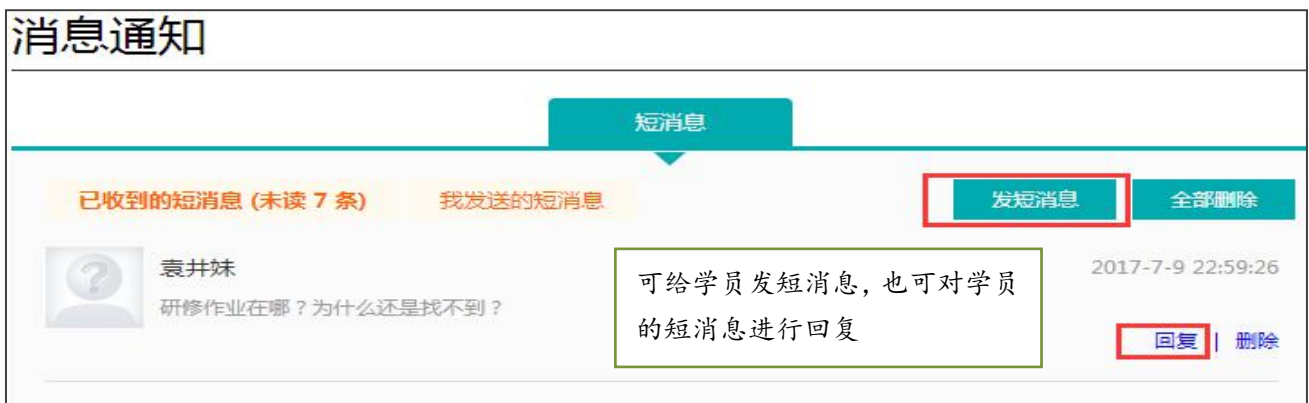 消息通知
短消息
已收到的短消息 (未读 7 条) 我发送的短消息 发短消息 全部删除
袁井妹 2017-7-9 22:59:26
研修作业在哪？为什么还是找不到？
可给学员发短消息，也可对学员
的短消息进行回复
回复 | 删除